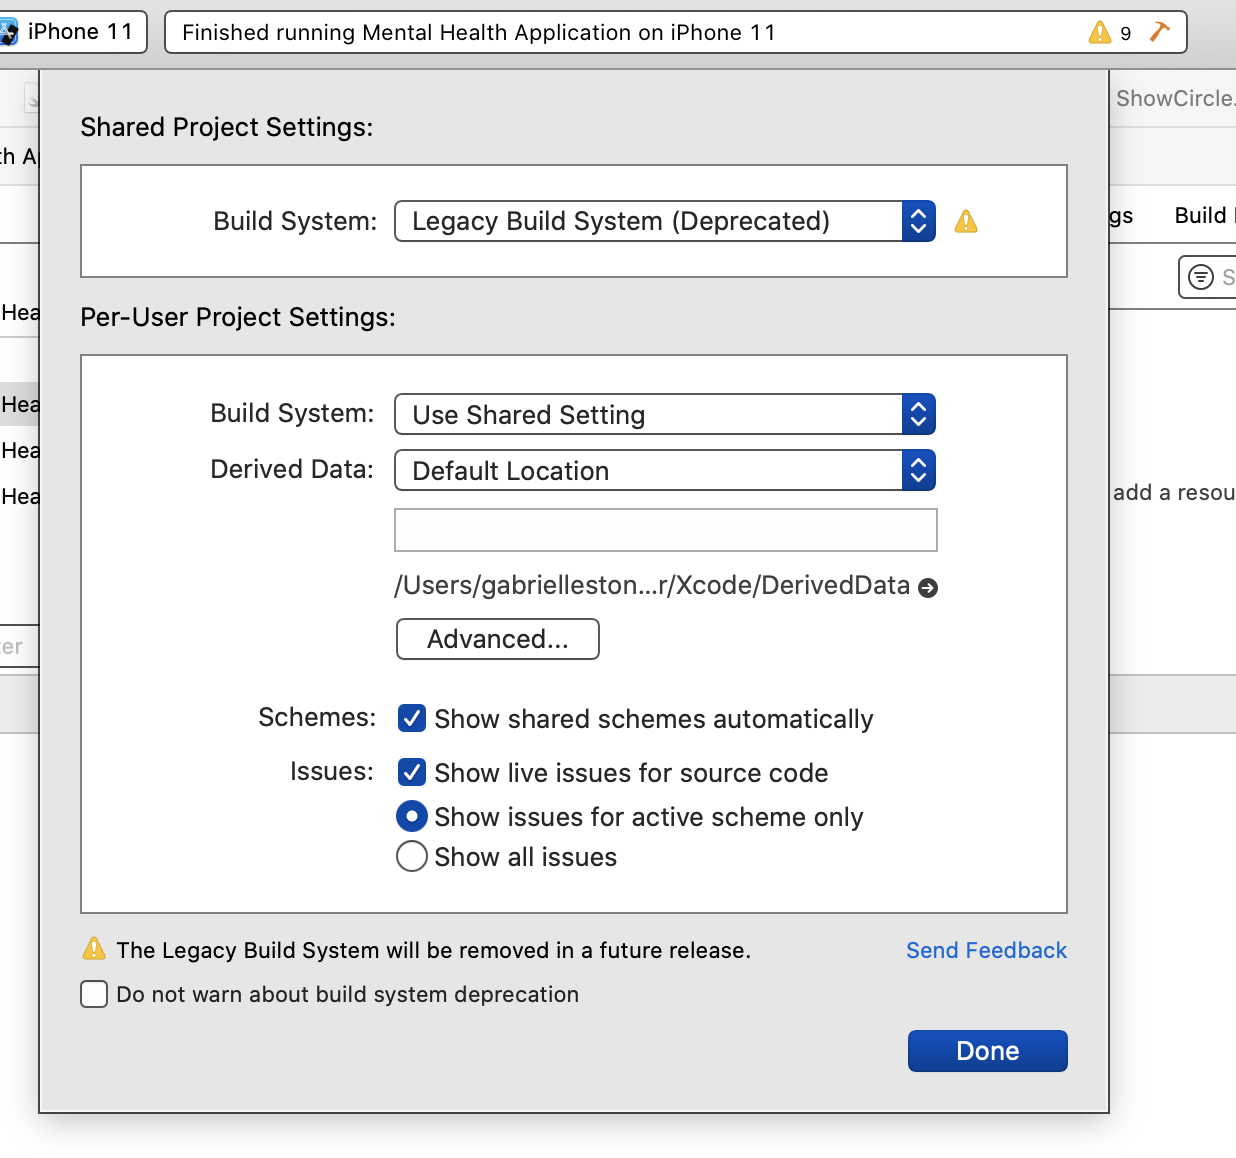 iPhone 11
Finished running Mental Health Application on iPhone 11
9
ShowCircle.
Shared Project Settings:
th A
Build System: Legacy Build System (Deprecated)
gs Build
S
Hea
Per-User Project Settings:
Hea
Build System: Use Shared Setting
Hea
Derived Data: Default Location
Hea
add a resou
/Users/gabrielleston...r/Xcode/DerivedData
Advanced...
ter
Schemes: Show shared schemes automatically
Issues: Show live issues for source code
Show issues for active scheme only
Show all issues
The Legacy Build System will be removed in a future release. Send Feedback
Do not warn about build system deprecation
Done